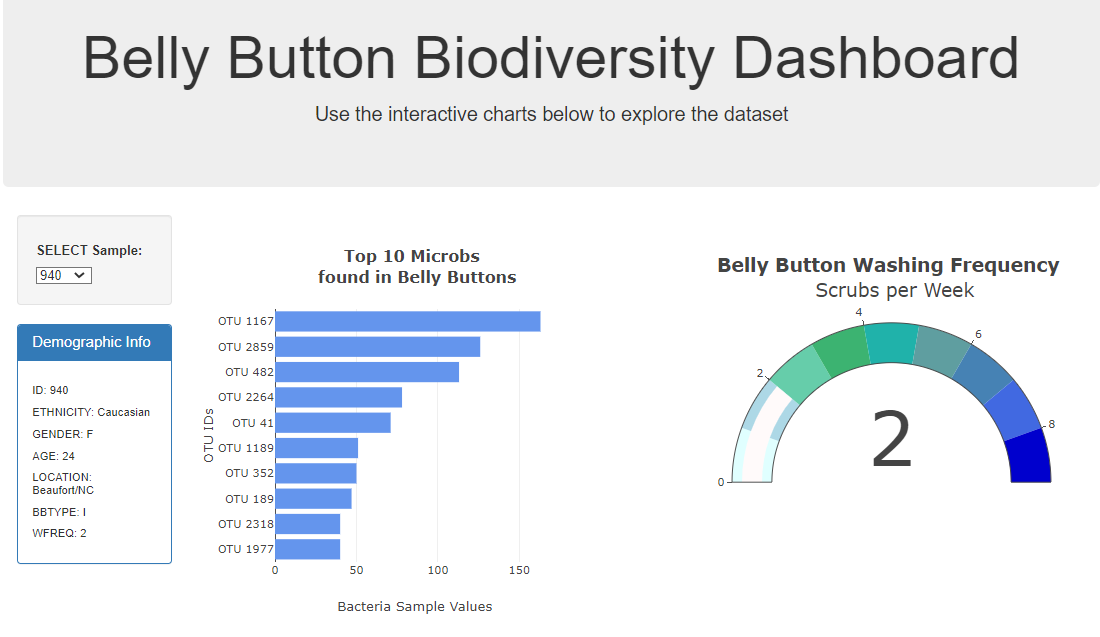 Belly Button Biodiversity Dashboard
Use the interactive charts below to explore the dataset
SELECT Sample:
940
Demographic Info
ID: 940
ETHNICITY: Caucasian
GENDER: F
AGE: 24
LOCATION:
Beaufort/NC
BBTYPE: I
WFREQ: 2
Top 10 Microbs
found in Belly Buttons
OTU IDs
OTU 1167
OTU 2859
OTU 482
OTU 2264
OTU 41
OTU 1189
OTU 352
OTU 189
OTU 2318
OTU 1977
0 50 100 150
Bacteria Sample Values
Belly Button Washing Frequency
Scrubs per Week
0
2
4
6
8
2